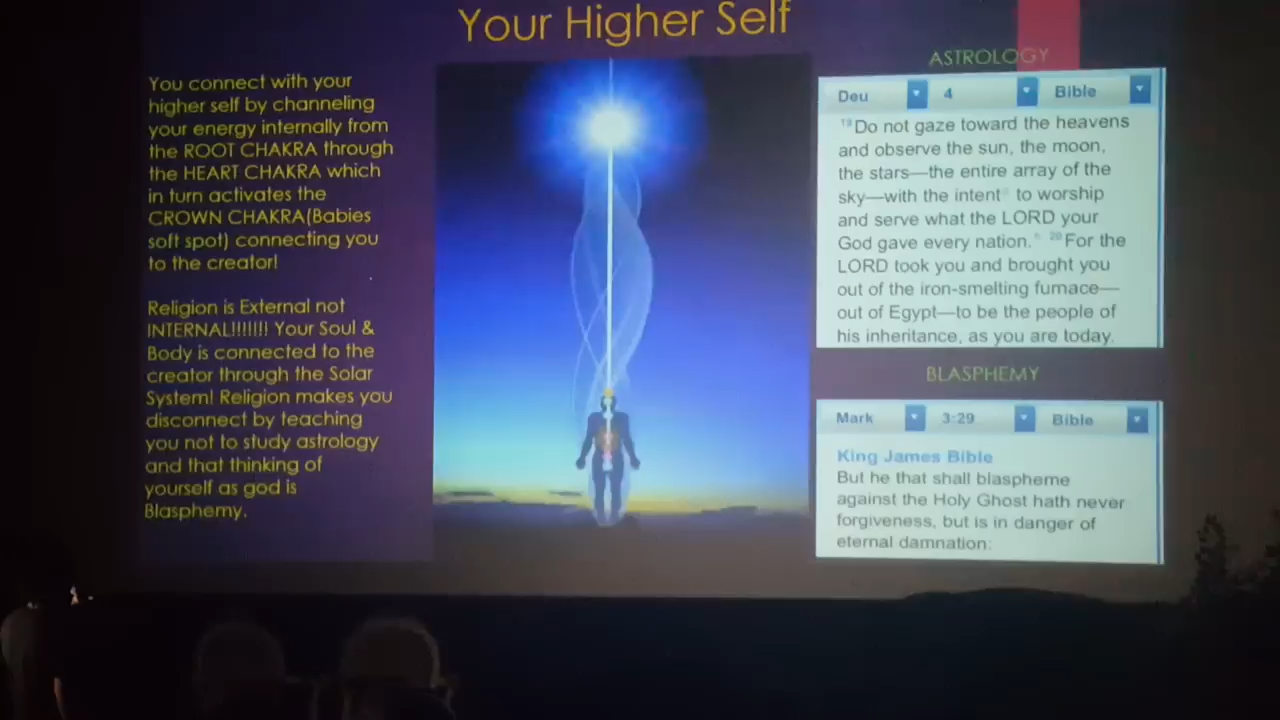 Your Higher Self
You connect with your
higher self by channeling
your energy internally from
the ROOT CHAKRA through
the HEART CHAKRA which
in turn activates the
CROWN CHAKRA(Babies
soft spot) connecting you
to the creator!
Religion is External not
INTERNAL!!!!!!! Your Soul &
Body is connected to the
creator through the Solar
System! Religion makes you
disconnect by teaching
you not to study astrology
and that thinking of
yourself as god is
Blasphemy.
ASTROLOGY
Deu 4 Bible
19 Do not gaze toward the heavens
and observe the sun, the moon,
the stars—the entire array of the
sky—with the intent to worship
and serve what the LORD your
God gave every nation. 20 For the
LORD took you and brought you
out of the iron-smelting furnace—
out of Egypt—to be the people of
his inheritance, as you are today.
BLASPHEMY
Mark 3:29 Bible
King James Bible
But he that shall blaspheme
against the Holy Ghost hath never
forgiveness, but is in danger of
eternal damnation: